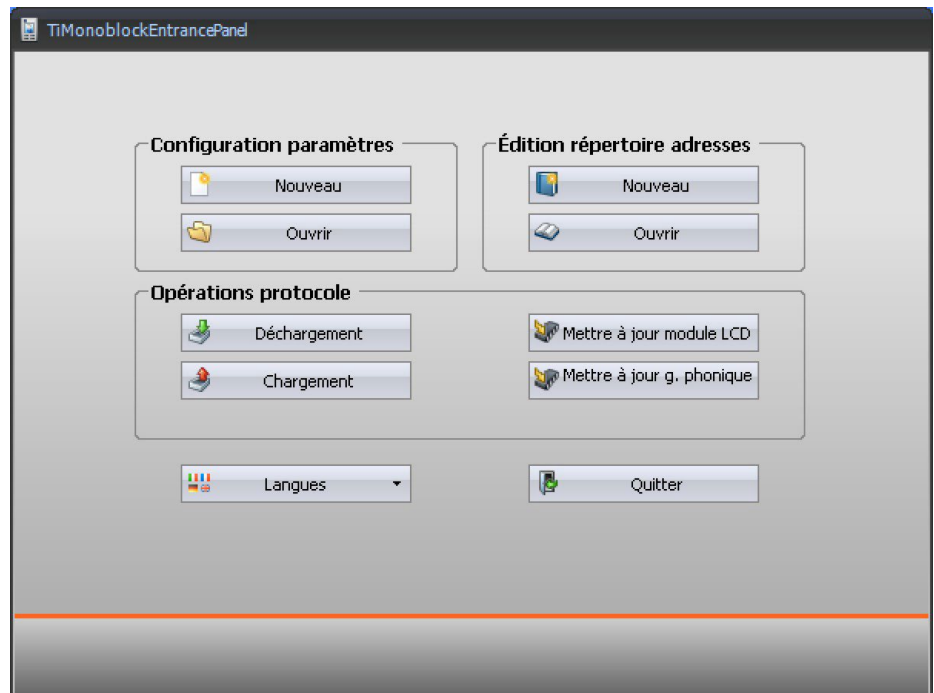 TiMonoblockEntrancePanel
Configuration paramètres
Nouveau
Ouvrir
Édition répertoire adresses
Nouveau
Ouvrir
Opérations protocole
Déchargement
Chargement
Mettre à jour module LCD
Mettre à jour g. phonique
Langues
Quitter